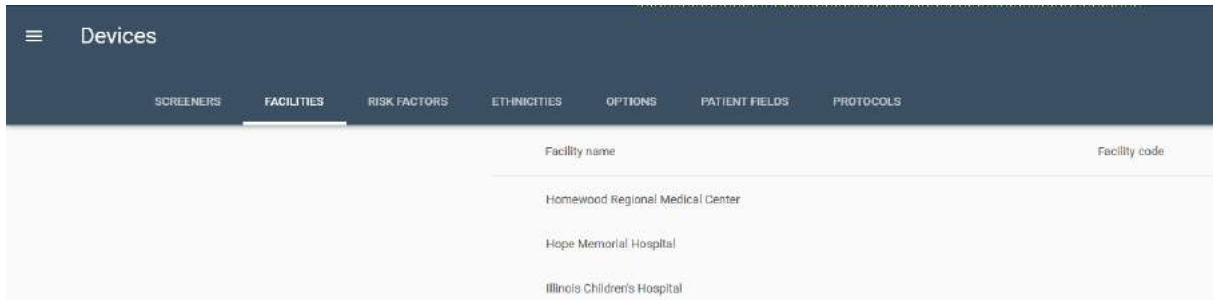 Devices
SCREENERS FACILITIES RISK FACTORS ETHNICITIES OPTIONS PATIENT FIELDS PROTOCOLS
Facility name Facility code
Homewood Regional Medical Center
Hope Memorial Hospital
Illinois Children's Hospital